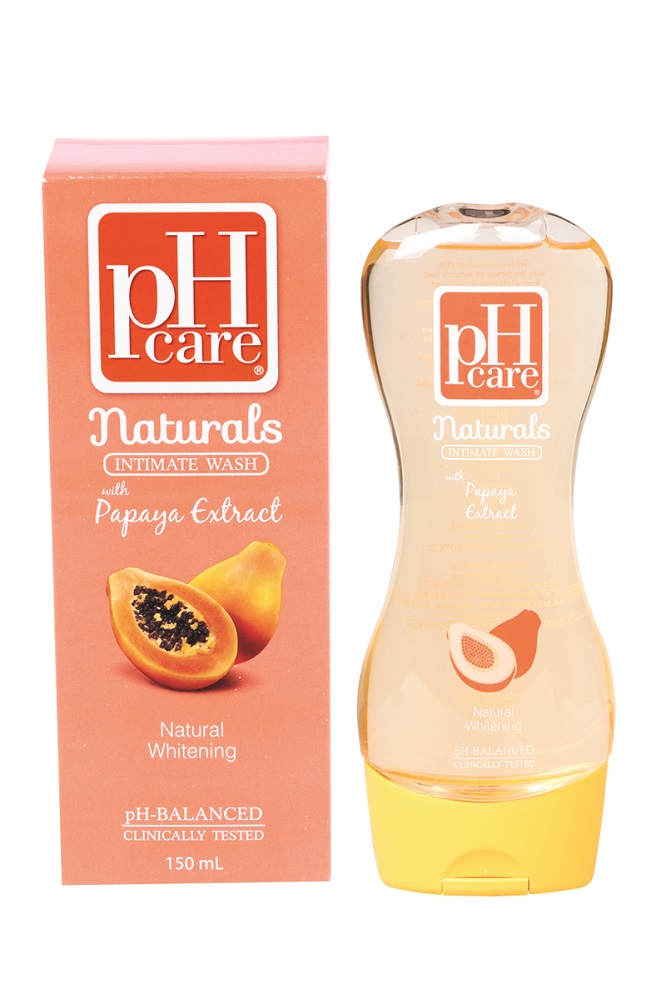 pH
care®
Naturals
INTIMATE WASH
with
Papaya Extract
Natural
Whitening
pH-BALANCED
CLINICALLY TESTED
150 mL
pH
care®
Naturals
INTIMATE WASH
with
Papaya
Extract
Natural
Whitening
pH-BALANCED
CLINICALLY TESTED